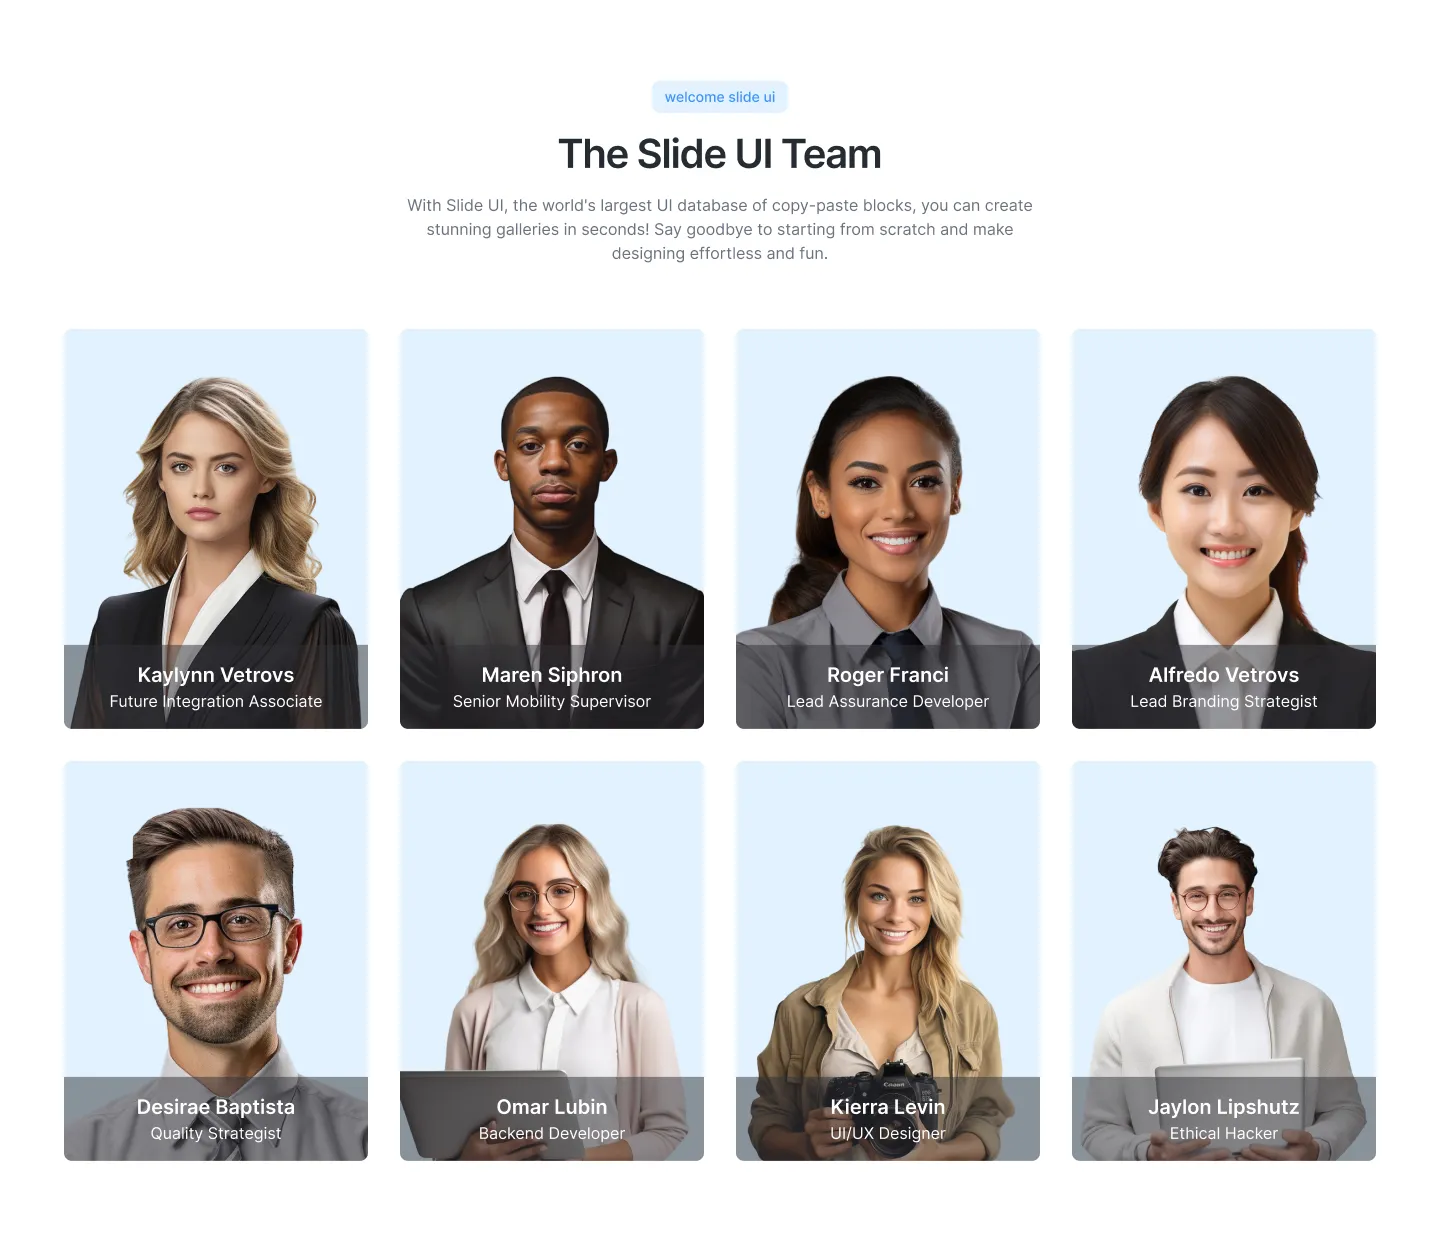 welcome slide ui
The Slide UI Team
With Slide UI, the world's largest UI database of copy-paste blocks, you can create
stunning galleries in seconds! Say goodbye to starting from scratch and make
designing effortless and fun.
Kaylynn Vetrovs
Future Integration Associate
Maren Siphron
Senior Mobility Supervisor
Roger Franci
Lead Assurance Developer
Alfredo Vetrovs
Lead Branding Strategist
Desirae Baptista
Quality Strategist
Omar Lubin
Backend Developer
Canon
Kierra Levin
UI/UX Designer
Jaylon Lipshutz
Ethical Hacker